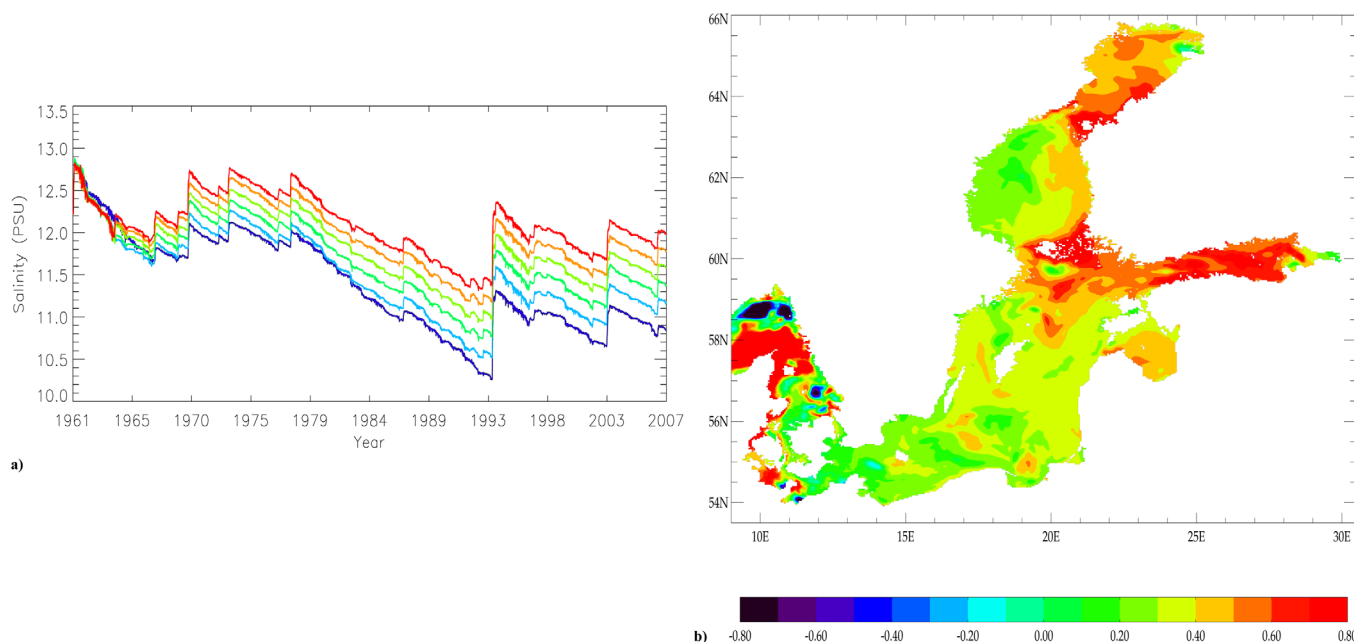 13.5
13.0
12.5
12.0
11.5
11.0
10.5
10.0
Salinity (PSU)
1961 1965 1970 1975 1979 1984 1989 1993 1998 2003 2007
Year
a)
66N
64N
62N
60N
58N
56N
54N
10E 15E 20E 25E 30E
-0.80 -0.60 -0.40 -0.20 0.00 0.20 0.40 0.60 0.8
b)